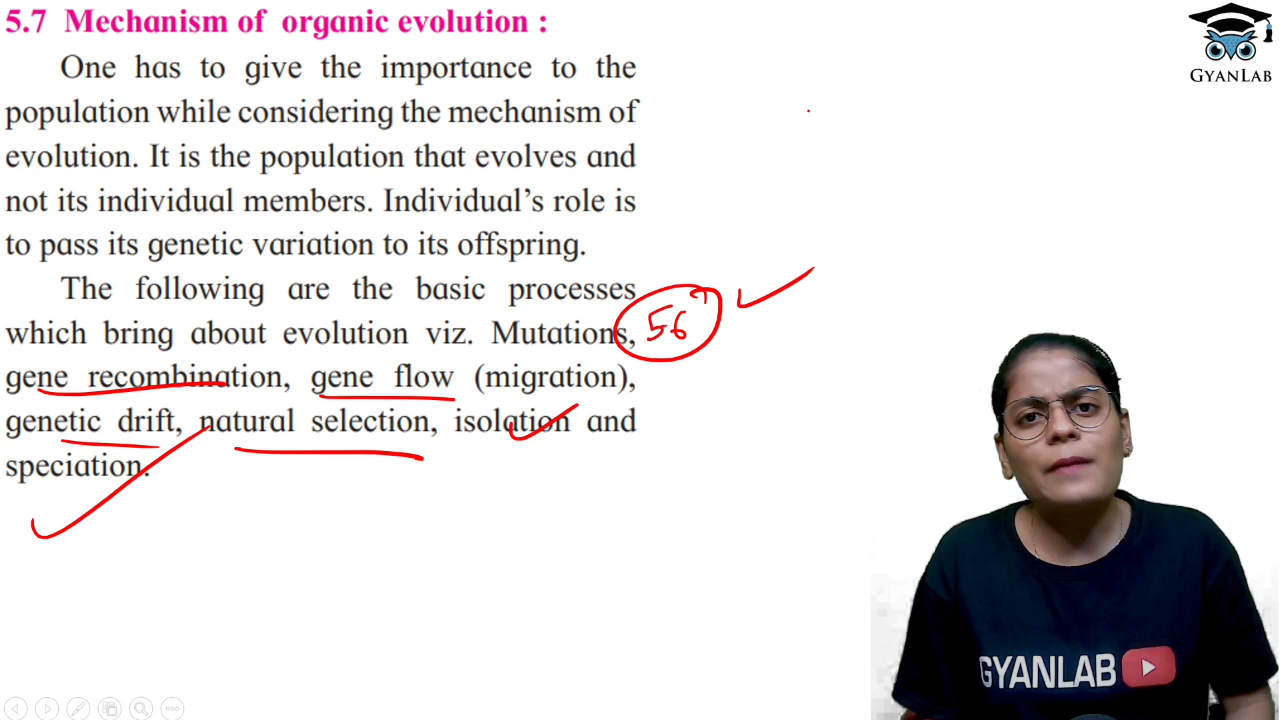 5.7 Mechanism of organic evolution :
One has to give the importance to the
population while considering the mechanism of
evolution. It is the population that evolves and
not its individual members. Individual's role is
to pass its genetic variation to its offspring.
The following are the basic processes
which bring about evolution viz. Mutations,
gene recombination, gene flow (migration),
genetic drift, natural selection, isolation and
speciation.
56
GYANLAB
GYANLAB